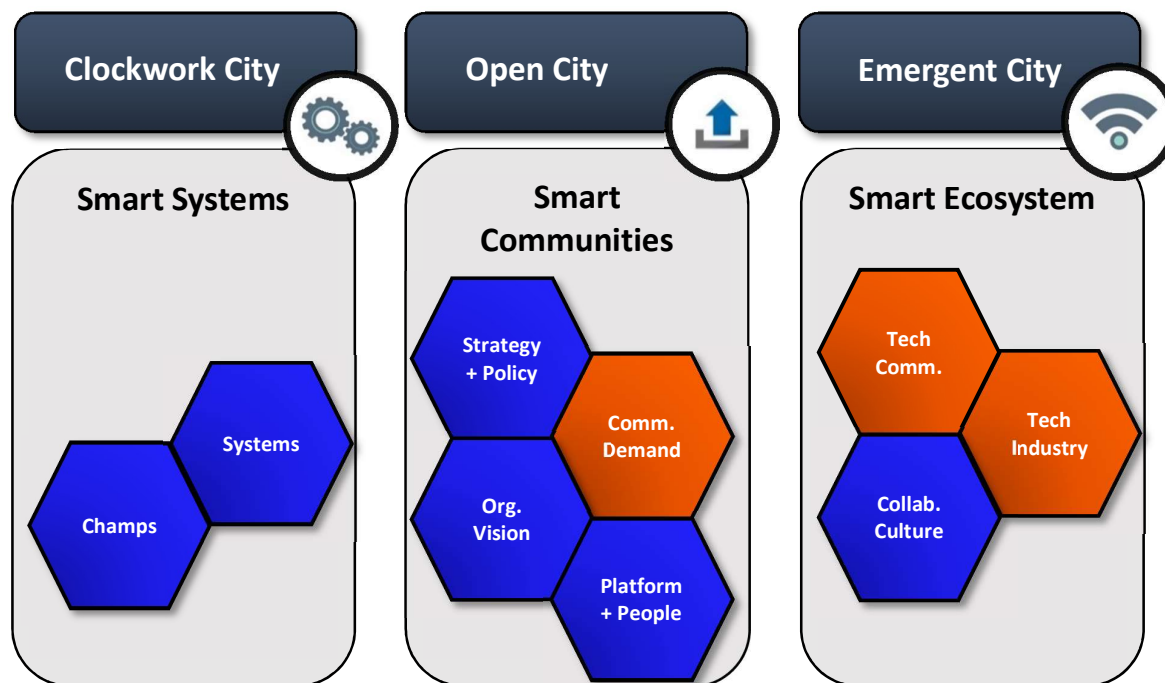 Clockwork City
Smart Systems
Systems
Champs
Open City
Smart
Communities
Strategy
+ Policy
Comm.
Demand
Org.
Vision
Platform
+ People
Emergent City
Smart Ecosystem
Tech
Comm.
Tech
Industry
Collab.
Culture